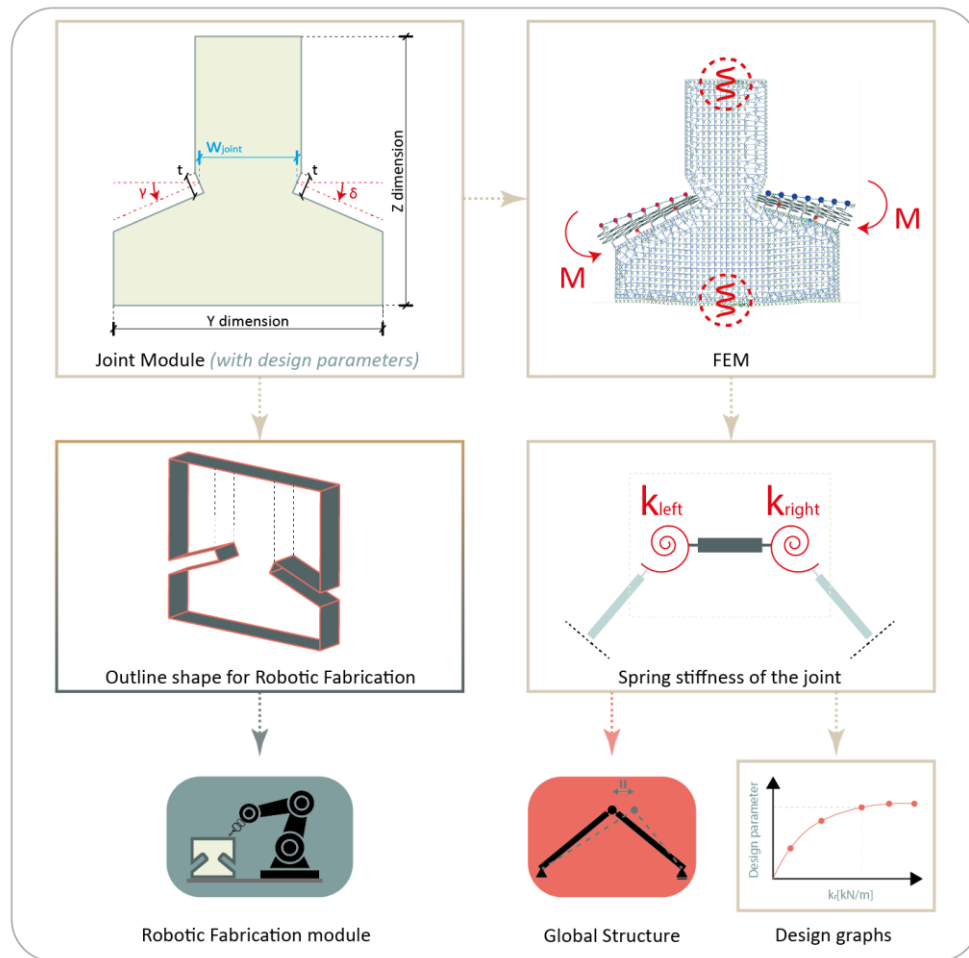 Wjoint
t
t
γ
δ
Z dimension
Y dimension
Joint Module (with design parameters)
M
M
FEM
Outline shape for Robotic Fabrication
kleft
kright
Spring stiffness of the joint
Robotic Fabrication module
u
Global Structure
Design parameter
kᵣ[kN/m]
Design graphs